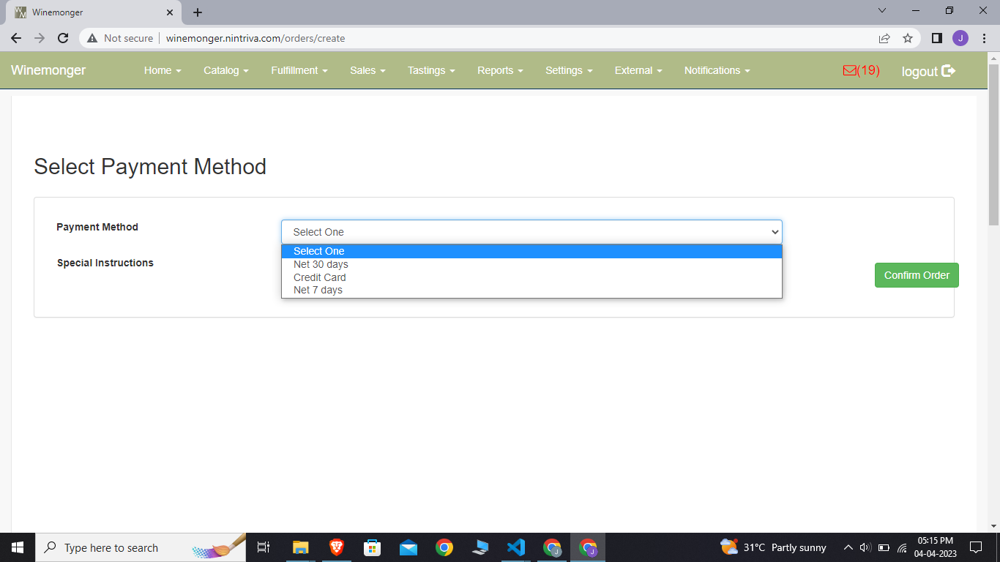 Winemonger
Not secure winemonger.nintriva.com/orders/create
J
Winemonger Home Catalog Fulfillment Sales Tastings Reports Settings External Notifications (19) logout
Select Payment Method
Payment Method Select One
Select One
Special Instructions
Net 30 days
Credit Card
Net 7 days
Confirm Order
Type here to search
J
J
31°C Partly sunny
05:15 PM
04-04-2023